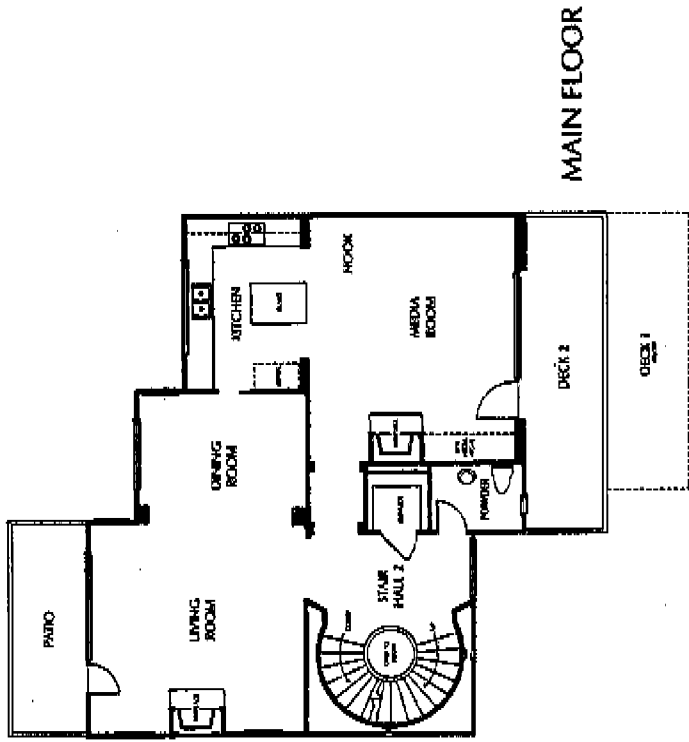 MAIN FLOOR
PATIO
LIVING
ROOM
DINING
ROOM
KITCHEN
NOOK
MEDIA
ROOM
STAIR
HALL 2
UP
POWDER
DECK 2
DECK 1